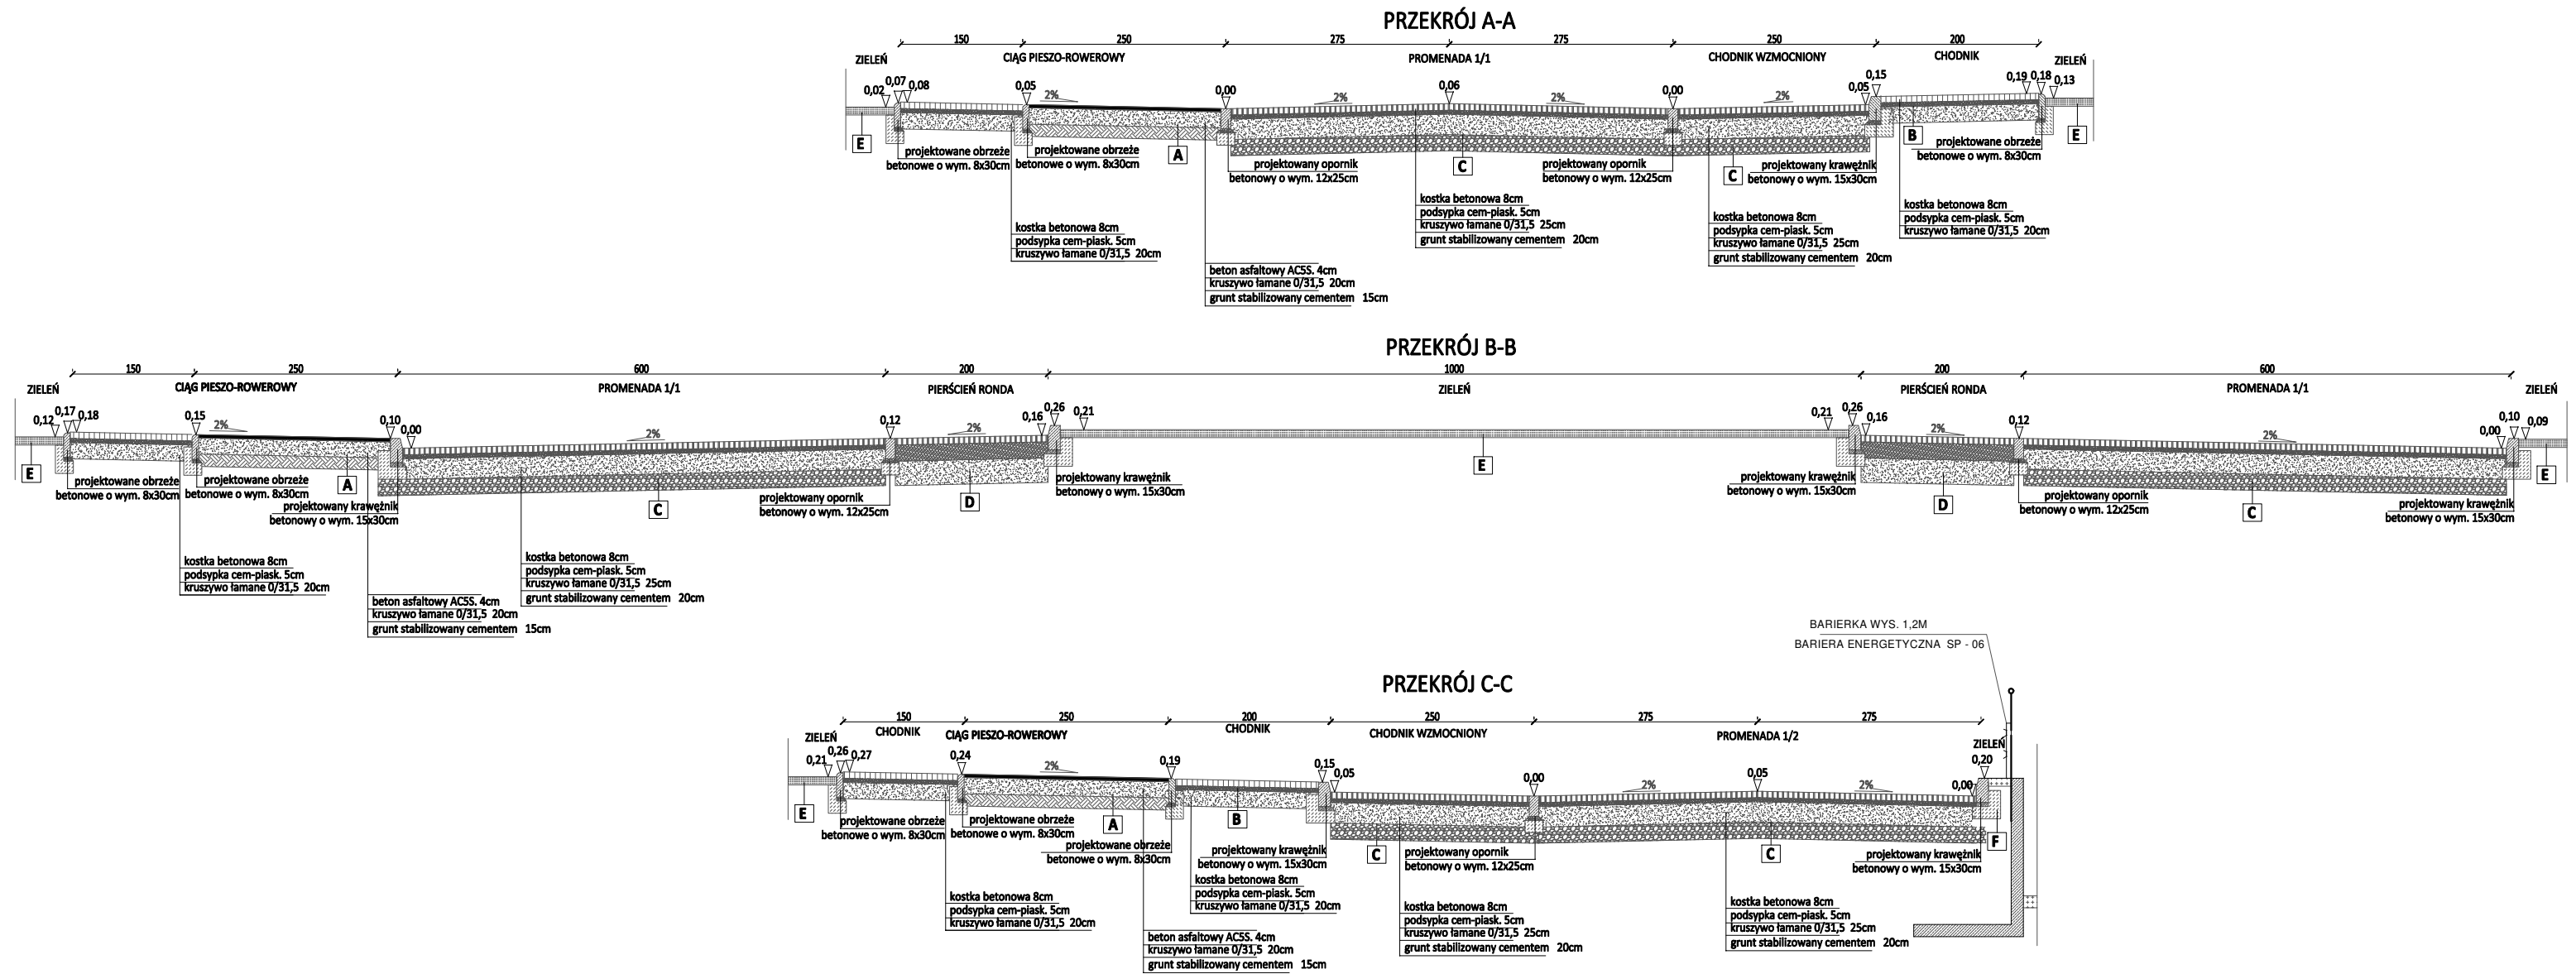 PRZEKRÓJ A-A
150 250 275 275 250 200
ZIELEŃ CIĄG PIESZO-ROWEROWY PROMENADA 1/1 CHODNIK WZMOCNIONY CHODNIK ZIELEŃ
0,02 0,07 0,08 0,05 2% 0,00 2% 0,06 2% 0,00 2% 0,05 0,15 0,19 0,18 0,13
E A C C B E
projektowane obrzeże
betonowe o wym. 8x30cm
projektowane obrzeże
betonowe o wym. 8x30cm
projektowany opornik
betonowy o wym. 12x25cm
projektowany opornik
betonowy o wym. 12x25cm
projektowany krawężnik
betonowy o wym. 15x30cm
projektowane obrzeże
betonowe o wym. 8x30cm
kostka betonowa 8cm
podsypka cem-piask. 5cm
kruszywo łamane 0/31,5 20cm
beton asfaltowy AC5S. 4cm
kruszywo łamane 0/31,5 20cm
grunt stabilizowany cementem 15cm
kostka betonowa 8cm
podsypka cem-piask. 5cm
kruszywo łamane 0/31,5 25cm
grunt stabilizowany cementem 20cm
kostka betonowa 8cm
podsypka cem-piask. 5cm
kruszywo łamane 0/31,5 25cm
grunt stabilizowany cementem 20cm
kostka betonowa 8cm
podsypka cem-piask. 5cm
kruszywo łamane 0/31,5 20cm
PRZEKRÓJ B-B
150 250 600 200 1000 200 600
ZIELEŃ CIĄG PIESZO-ROWEROWY PROMENADA 1/1 PIERŚCIEŃ RONDA ZIELEŃ PIERŚCIEŃ RONDA PROMENADA 1/1 ZIELEŃ
0,12 0,17 0,18 0,15 2% 0,10 0,00 2% 0,12 2% 0,16 0,26 0,21 0,21 0,26 0,16 2% 0,12 2% 0,00 0,10 0,09
E A C D E D C E
projektowane obrzeże
betonowe o wym. 8x30cm
projektowane obrzeże
betonowe o wym. 8x30cm
projektowany krawężnik
betonowy o wym. 15x30cm
projektowany opornik
betonowy o wym. 12x25cm
projektowany krawężnik
betonowy o wym. 15x30cm
projektowany krawężnik
betonowy o wym. 15x30cm
projektowany opornik
betonowy o wym. 12x25cm
projektowany krawężnik
betonowy o wym. 15x30cm
kostka betonowa 8cm
podsypka cem-piask. 5cm
kruszywo łamane 0/31,5 20cm
beton asfaltowy AC5S. 4cm
kruszywo łamane 0/31,5 20cm
grunt stabilizowany cementem 15cm
kostka betonowa 8cm
podsypka cem-piask. 5cm
kruszywo łamane 0/31,5 25cm
grunt stabilizowany cementem 20cm
BARIERKA WYS. 1,2M
BARIERA ENERGETYCZNA SP - 06
PRZEKRÓJ C-C
150 250 200 250 275 275
ZIELEŃ CHODNIK CIĄG PIESZO-ROWEROWY CHODNIK CHODNIK WZMOCNIONY PROMENADA 1/2 ZIELEŃ
0,21 0,26 0,27 0,24 2% 0,19 0,15 0,05 0,00 2% 0,05 2% 0,00 0,20
E A B C C F
projektowane obrzeże
betonowe o wym. 8x30cm
projektowane obrzeże
betonowe o wym. 8x30cm
projektowane obrzeże
betonowe o wym. 8x30cm
projektowany krawężnik
betonowy o wym. 15x30cm
projektowany opornik
betonowy o wym. 12x25cm
projektowany krawężnik
betonowy o wym. 15x30cm
kostka betonowa 8cm
podsypka cem-piask. 5cm
kruszywo łamane 0/31,5 20cm
beton asfaltowy AC5S. 4cm
kruszywo łamane 0/31,5 20cm
grunt stabilizowany cementem 15cm
kostka betonowa 8cm
podsypka cem-piask. 5cm
kruszywo łamane 0/31,5 20cm
kostka betonowa 8cm
podsypka cem-piask. 5cm
kruszywo łamane 0/31,5 25cm
grunt stabilizowany cementem 20cm
kostka betonowa 8cm
podsypka cem-piask. 5cm
kruszywo łamane 0/31,5 25cm
grunt stabilizowany cementem 20cm